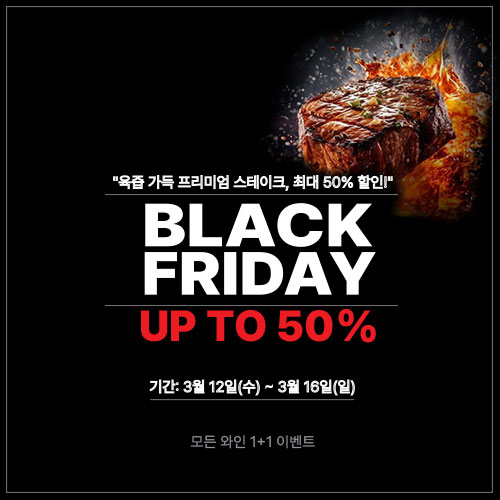 "육즙 가득 프리미엄 스테이크, 최대 50% 할인!"
BLACK
FRIDAY
UP TO 50%
기간: 3월 12일(수) ~ 3월 16일(일)
모든 와인 1+1 이벤트